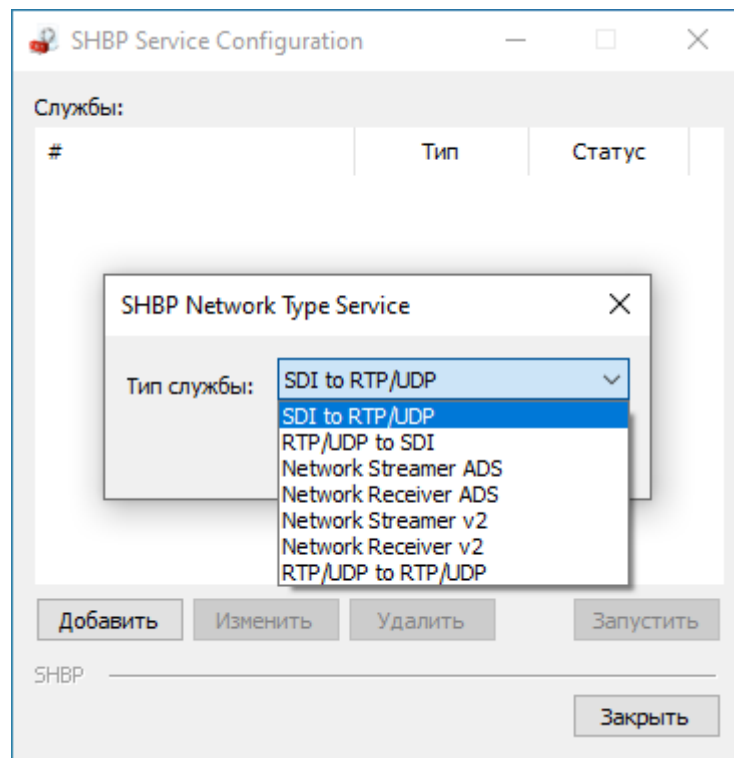 SHBP Service Configuration
Службы:
# Тип Статус
SHBP Network Type Service
Тип службы: SDI to RTP/UDP
SDI to RTP/UDP
RTP/UDP to SDI
Network Streamer ADS
Network Receiver ADS
Network Streamer v2
Network Receiver v2
RTP/UDP to RTP/UDP
Добавить Изменить Удалить Запустить
SHBP
Закрыть